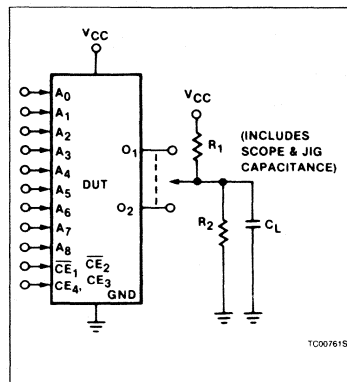 VCC
A0
A1
A2
A3
A4
A5
A6
A7
A8
CE1 CE2
CE4, CE3
GND
DUT
O1
O2
VCC
R1
(INCLUDES
SCOPE & JIG
CAPACITANCE)
R2
CL
TC00761S